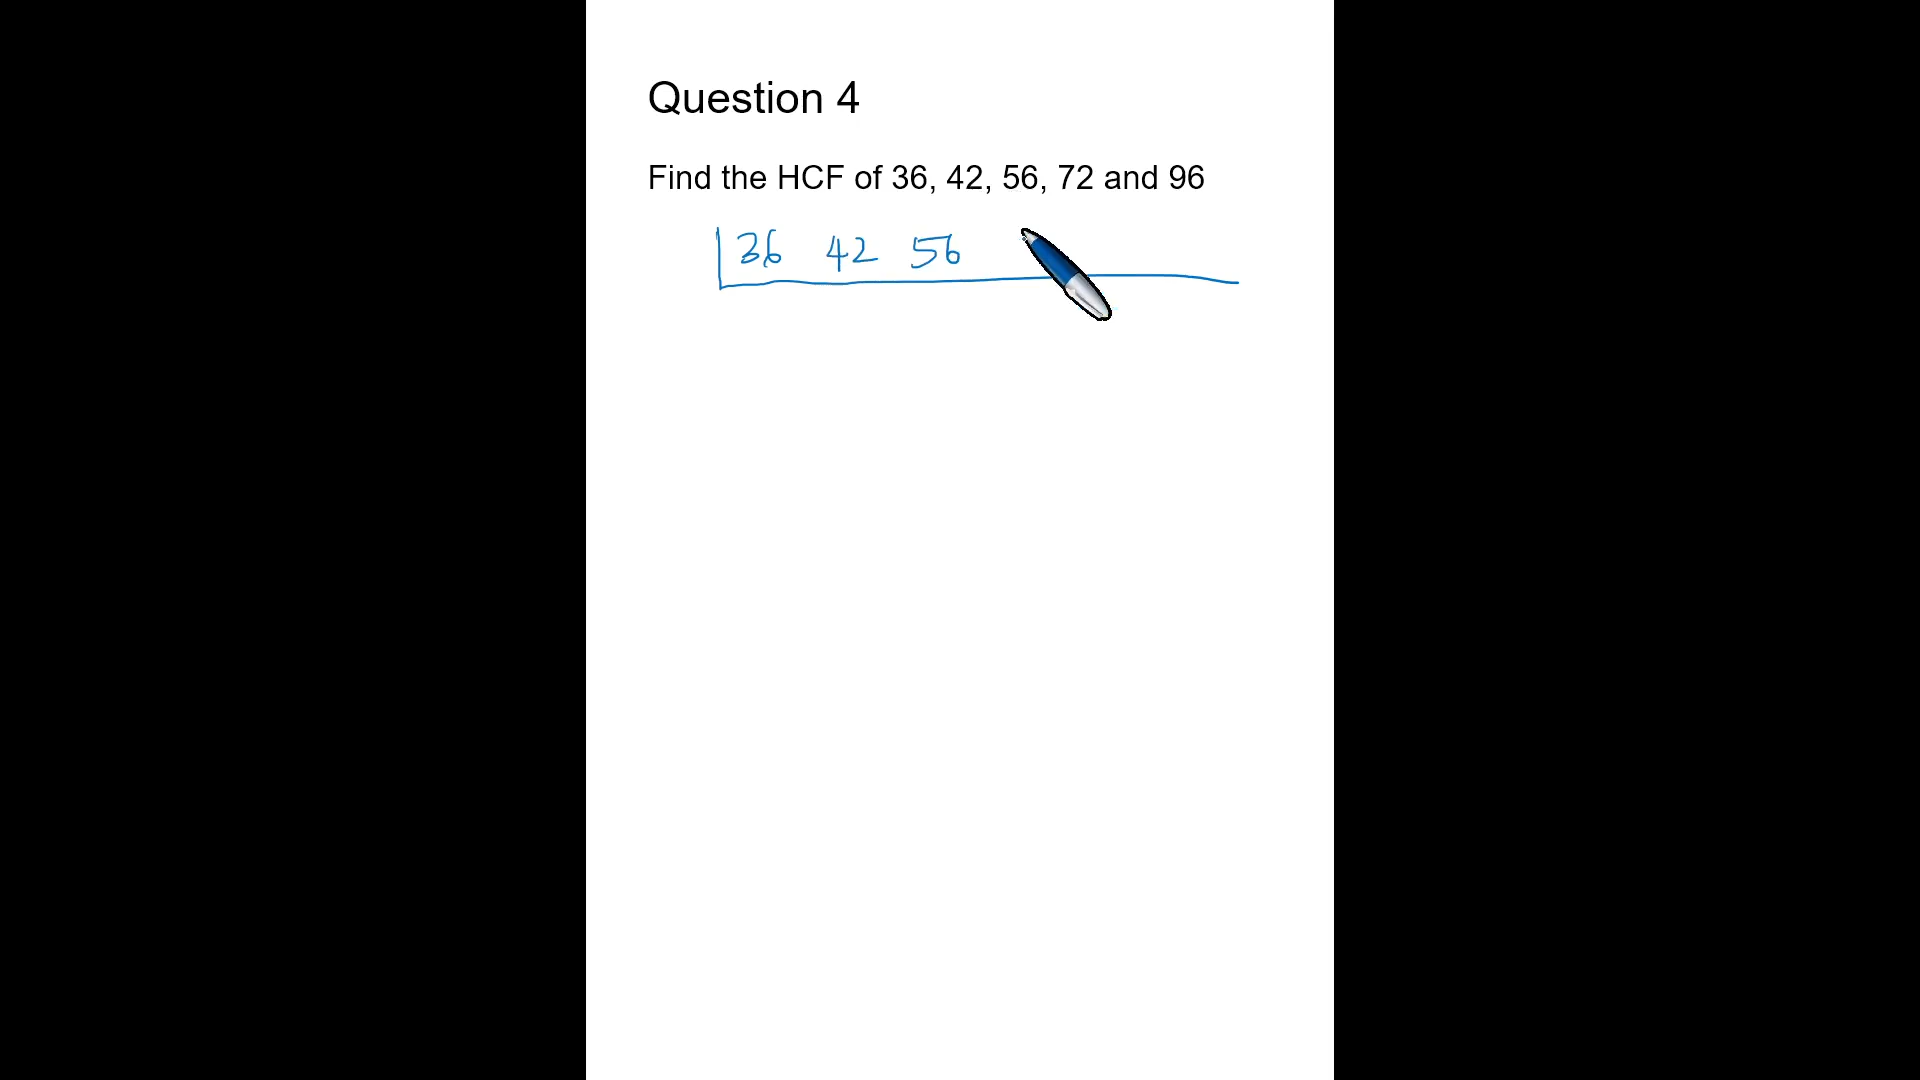 Question 4
Find the HCF of 36, 42, 56, 72 and 96
36 42 56